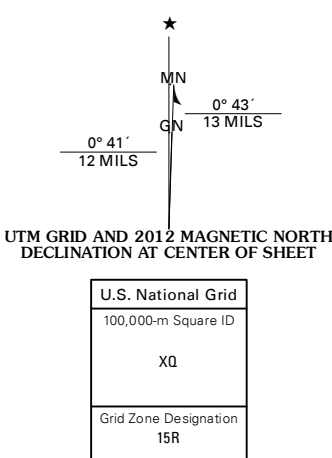 ★
MN
0° 43´
13 MILS
GN
0° 41´
12 MILS
UTM GRID AND 2012 MAGNETIC NORTH
DECLINATION AT CENTER OF SHEET
U.S. National Grid
100,000-m Square ID
XQ
Grid Zone Designation
15R